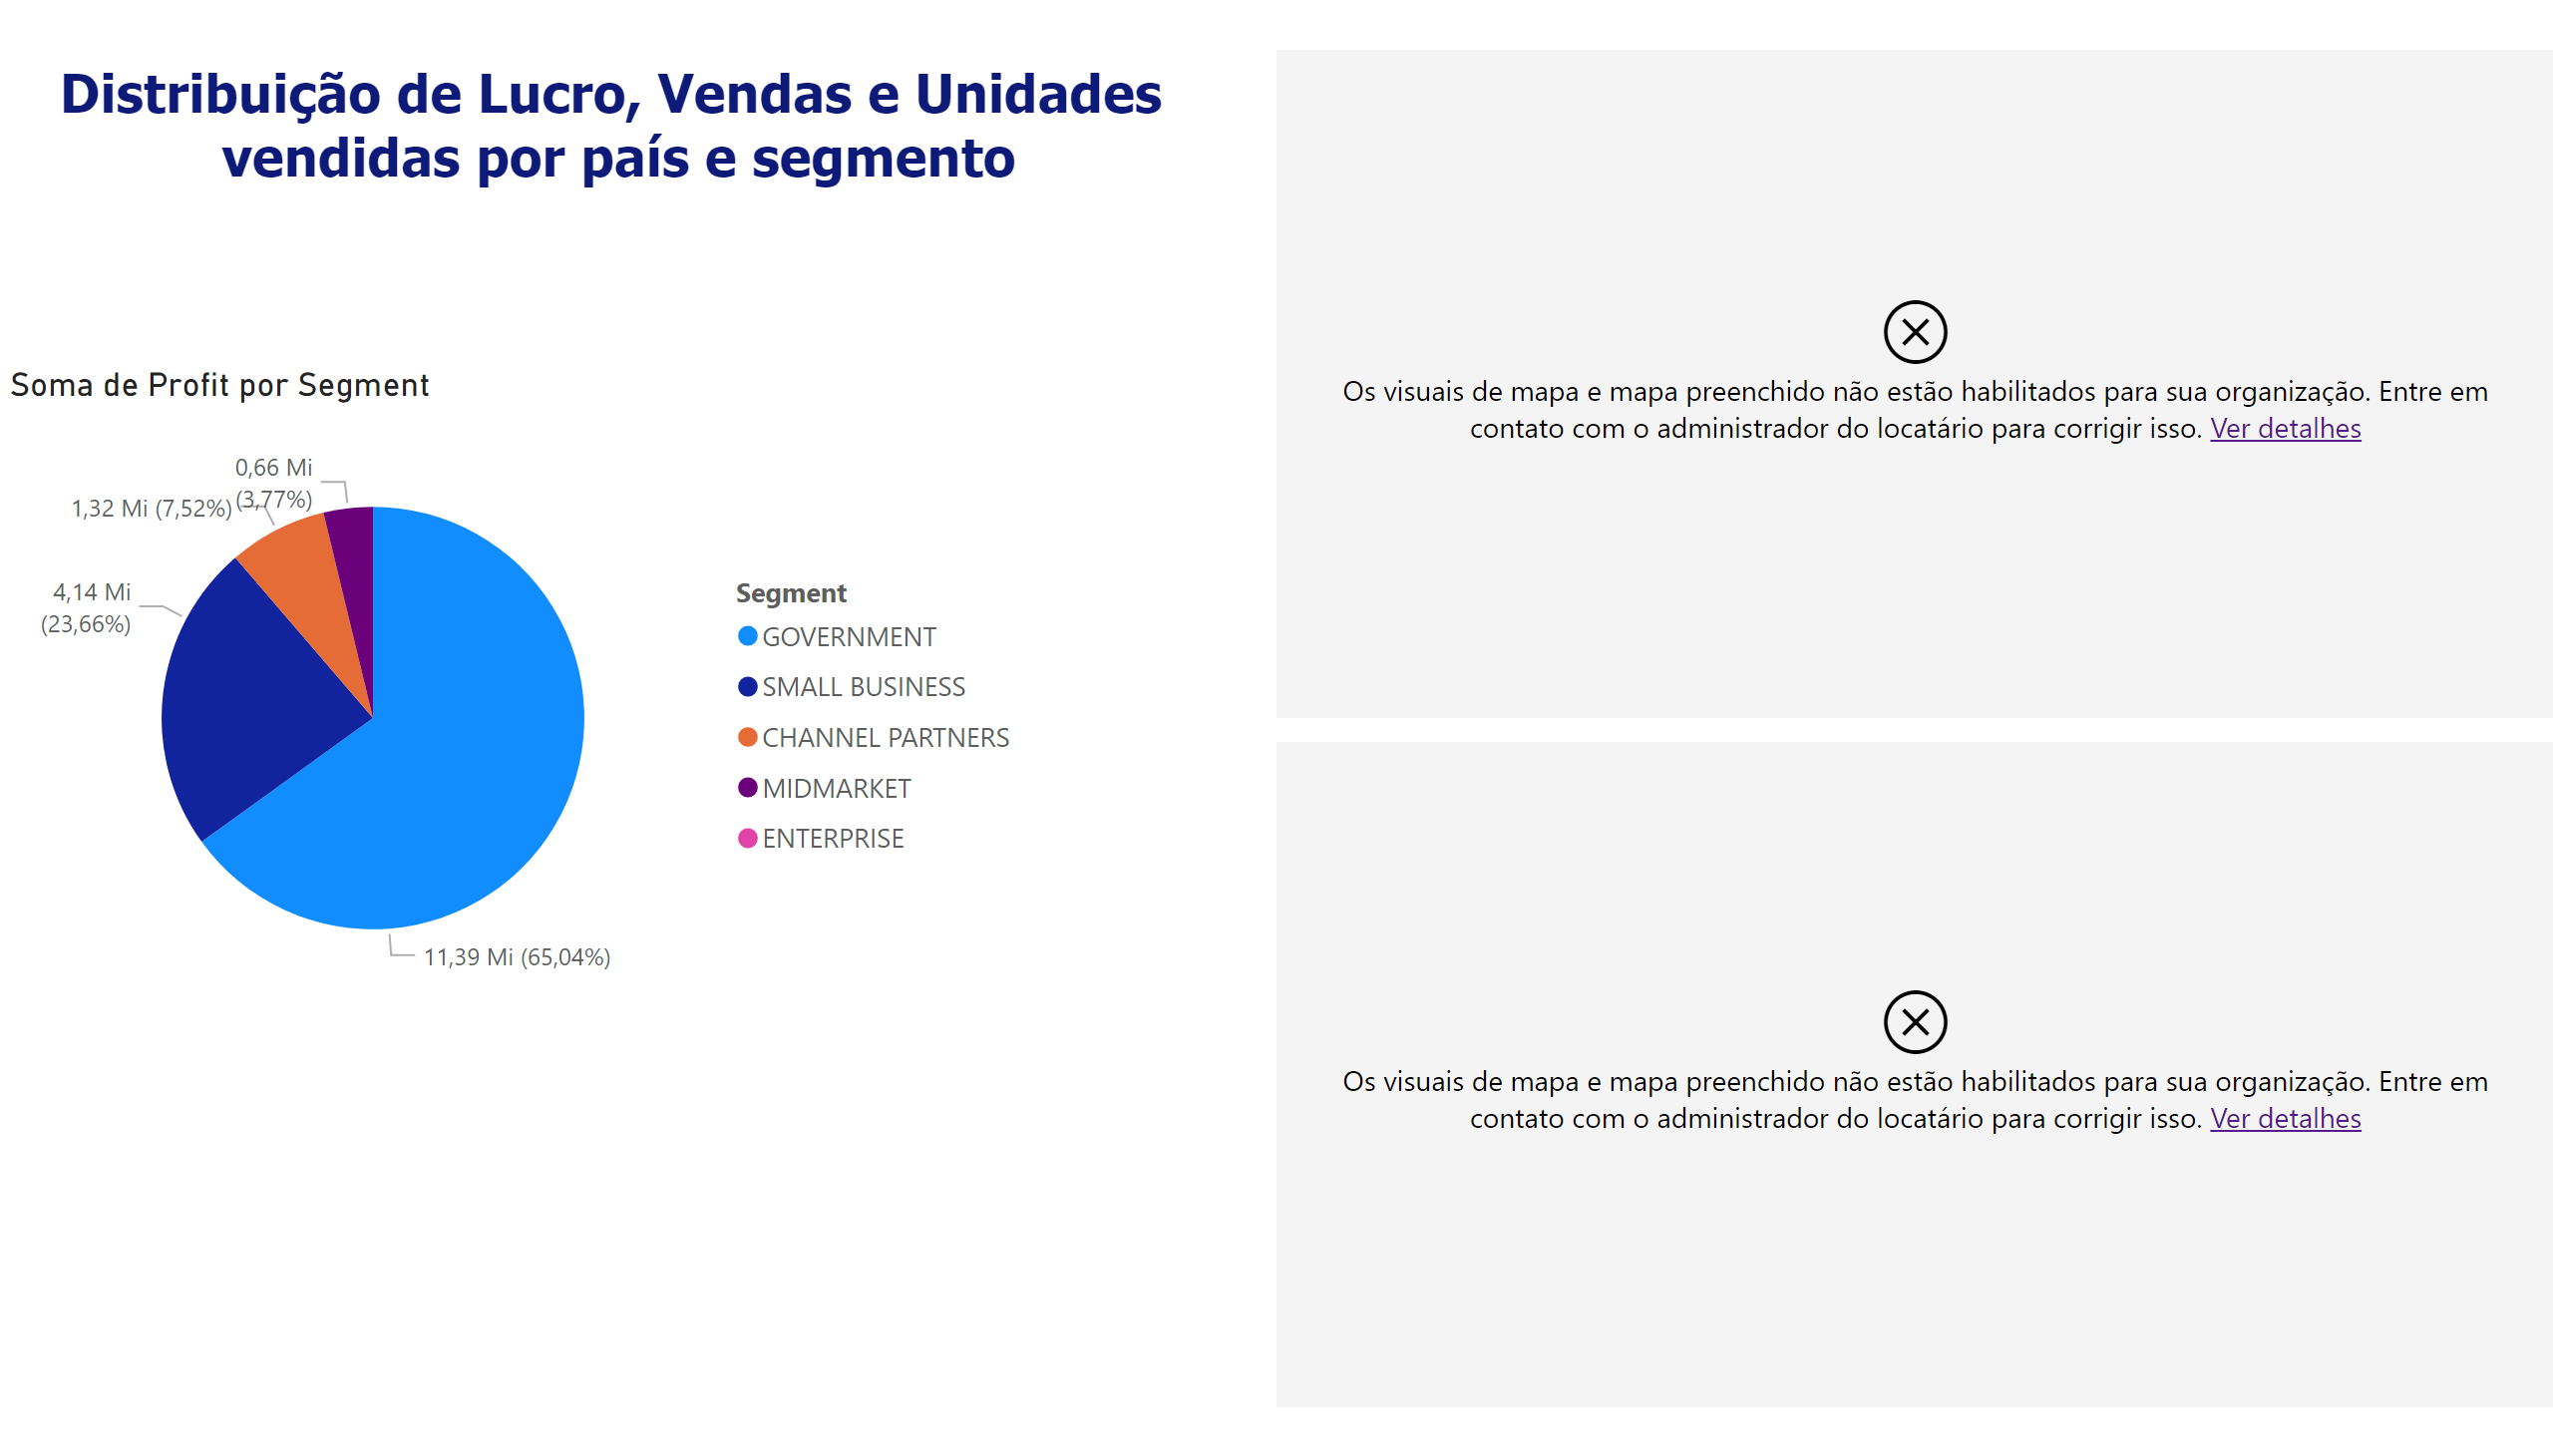 Distribuição de Lucro, Vendas e Unidades
vendidas por país e segmento
Soma de Profit por Segment
0,66 Mi
(3,77%)
1,32 Mi (7,52%)
4,14 Mi
(23,66%)
11,39 Mi (65,04%)
Segment
GOVERNMENT
SMALL BUSINESS
CHANNEL PARTNERS
MIDMARKET
ENTERPRISE
Os visuais de mapa e mapa preenchido não estão habilitados para sua organização. Entre em
contato com o administrador do locatário para corrigir isso. Ver detalhes
Os visuais de mapa e mapa preenchido não estão habilitados para sua organização. Entre em
contato com o administrador do locatário para corrigir isso. Ver detalhes